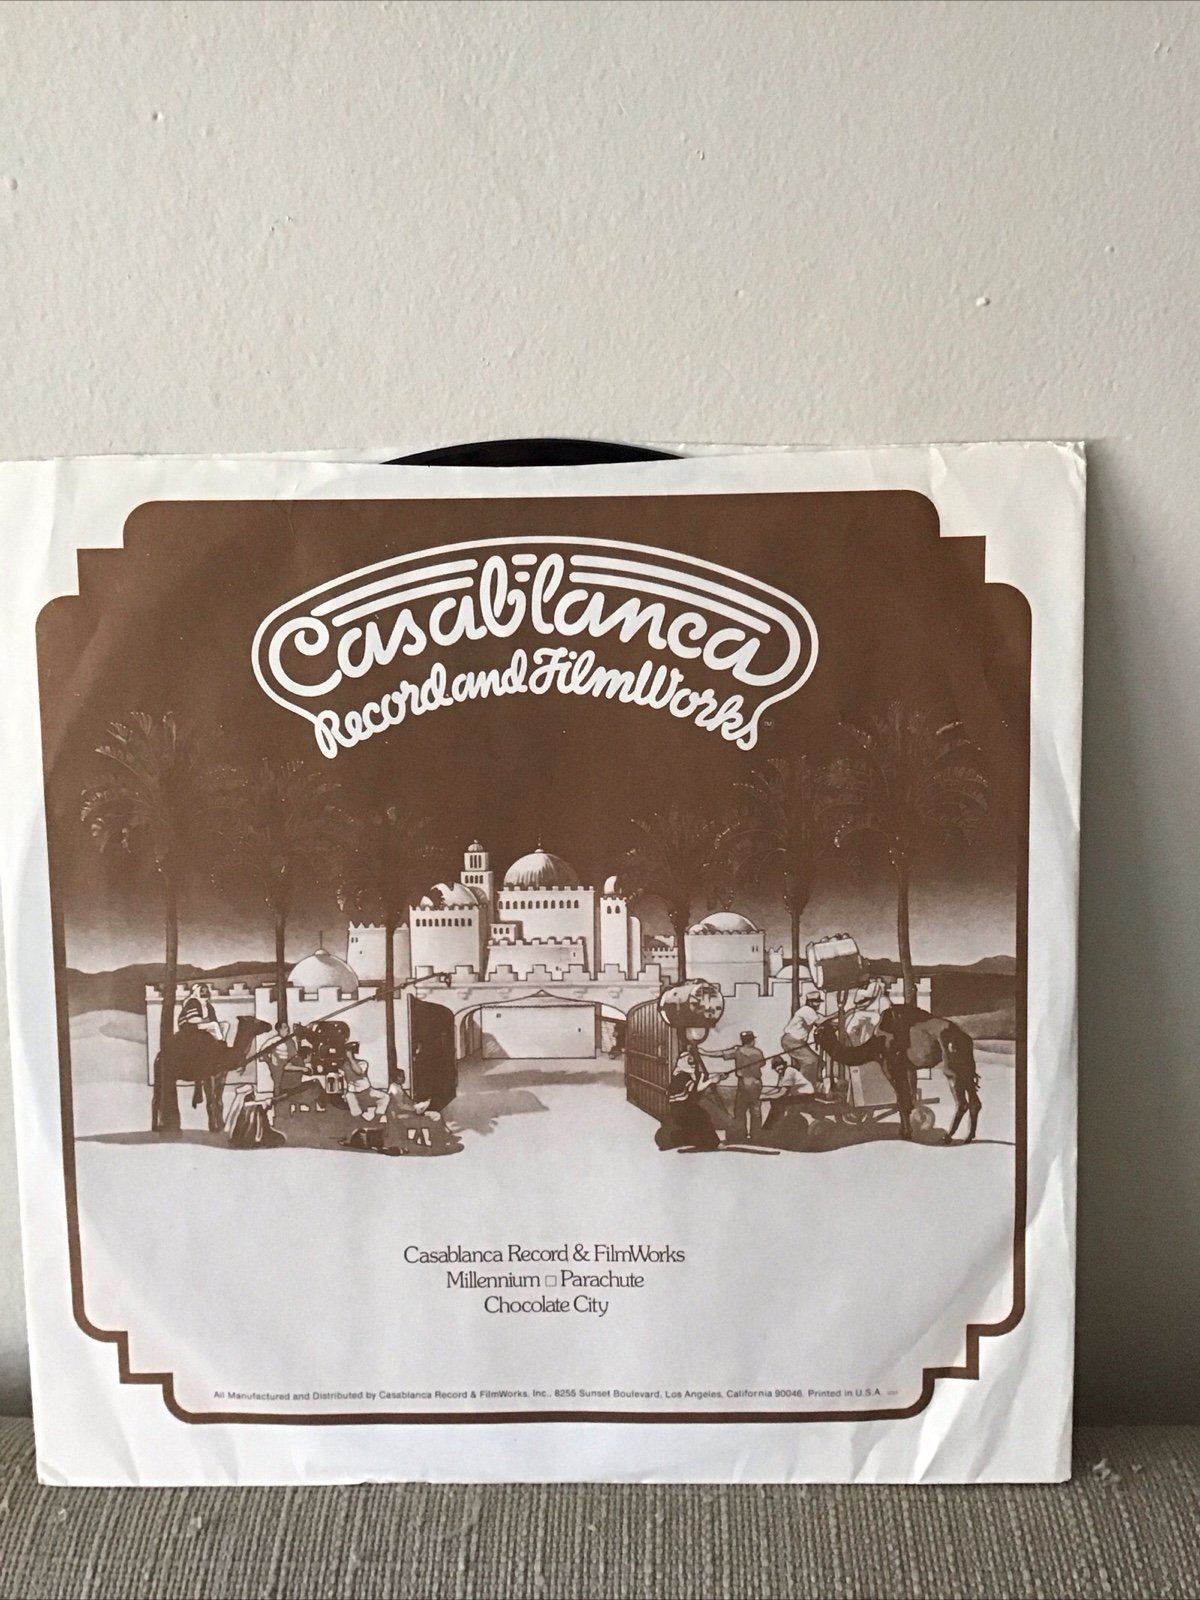 Casablanca
Record and FilmWorks
TM
Casablanca Record & FilmWorks
Millennium □ Parachute
Chocolate City
All Manufactured and Distributed by Casablanca Record & FilmWorks, Inc., 8255 Sunset Boulevard, Los Angeles, California 90046. Printed in U.S.A.